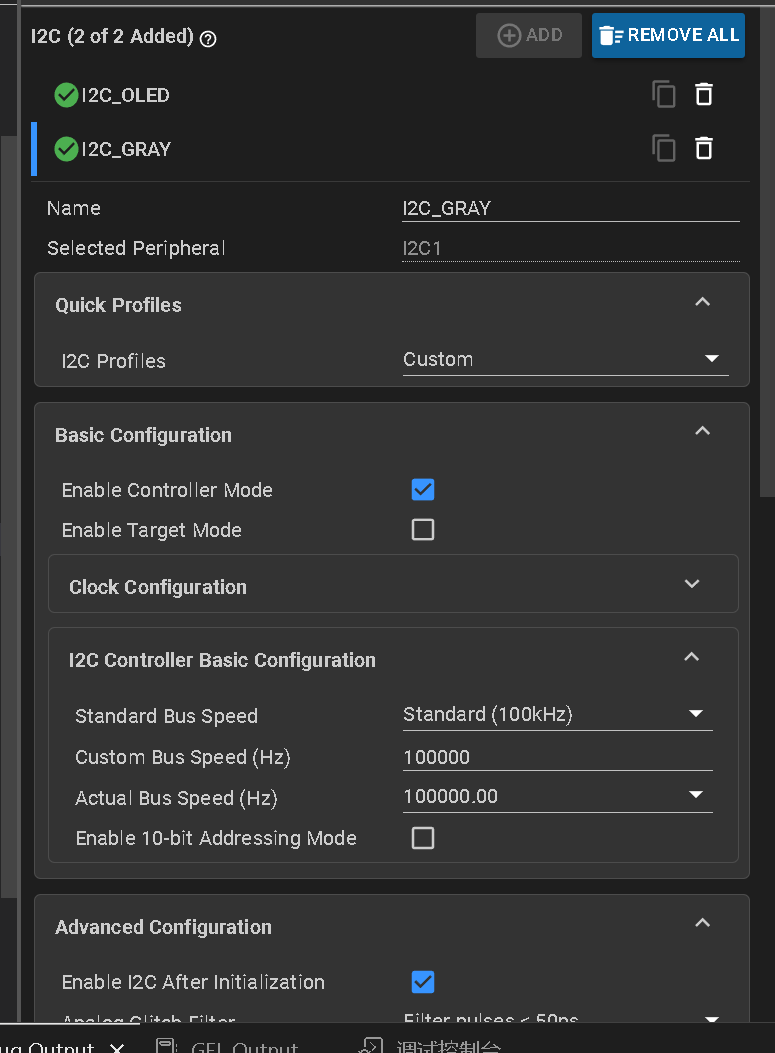 I2C (2 of 2 Added)
ADD
REMOVE ALL
I2C_OLED
I2C_GRAY
Name I2C_GRAY
Selected Peripheral I2C1
Quick Profiles
I2C Profiles Custom
Basic Configuration
Enable Controller Mode
Enable Target Mode
Clock Configuration
I2C Controller Basic Configuration
Standard Bus Speed Standard (100kHz)
Custom Bus Speed (Hz) 100000
Actual Bus Speed (Hz) 100000.00
Enable 10-bit Addressing Mode
Advanced Configuration
Enable I2C After Initialization
Analog Glitch Filter Filter pulses < 50ns
ug Output GEL Output 调试控制台